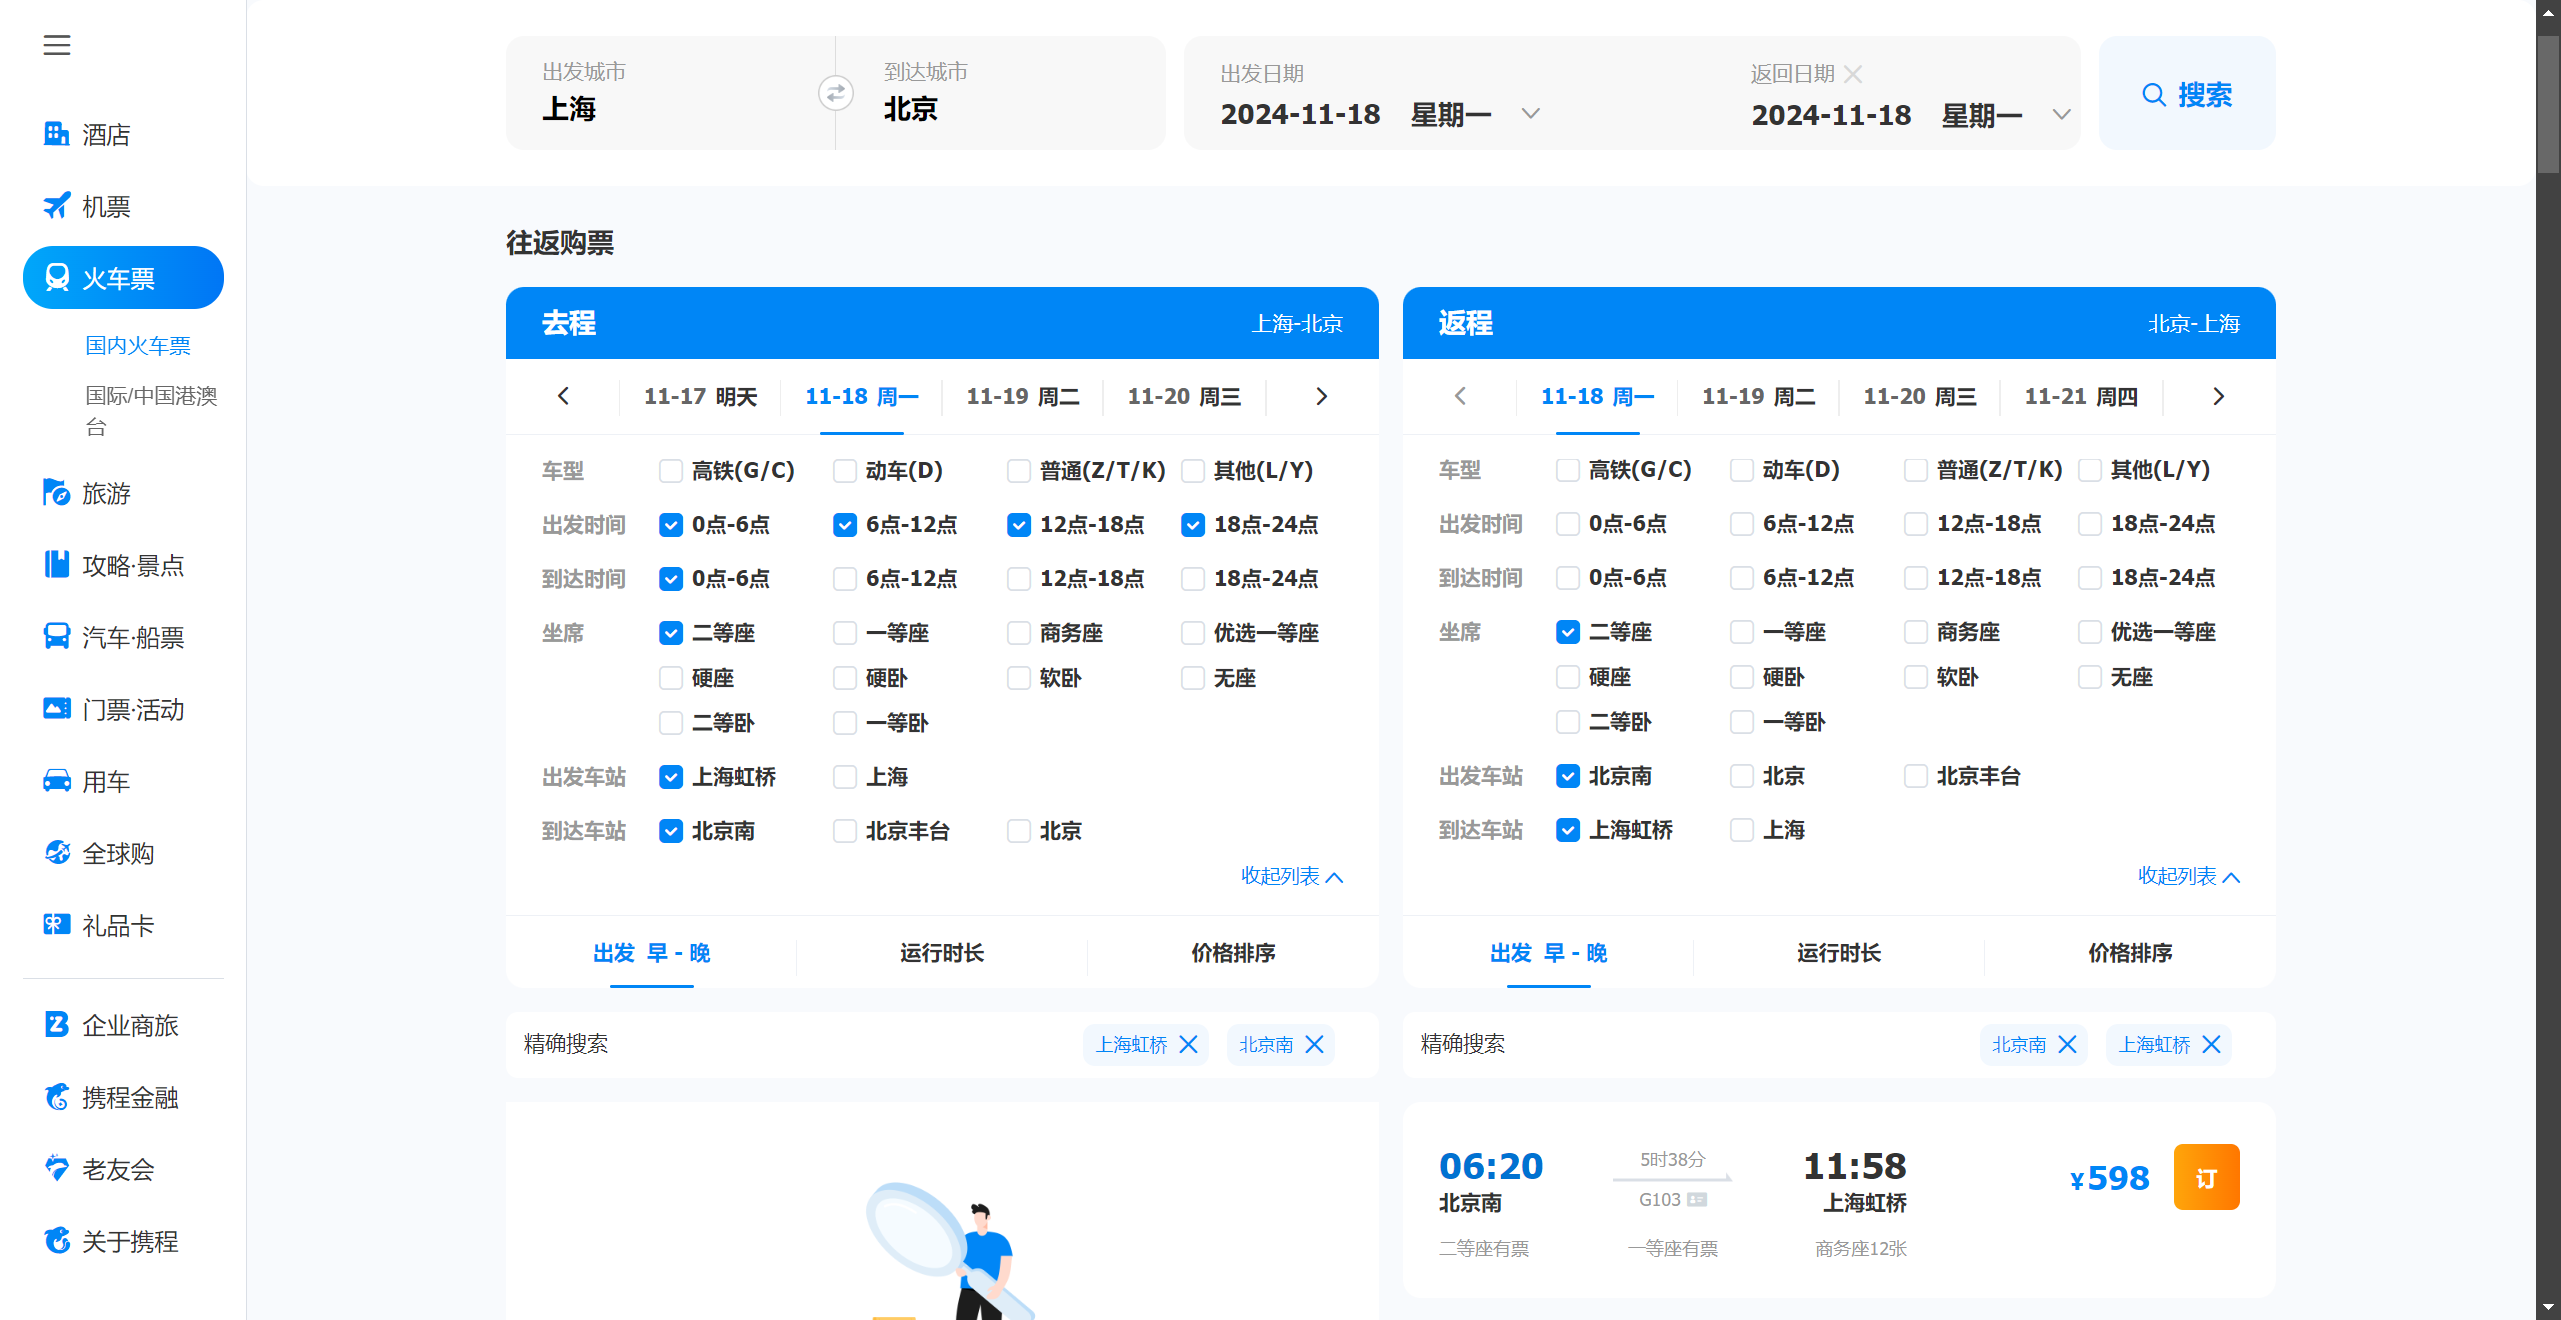 酒店
机票
火车票
国内火车票
国际/中国港澳
台
旅游
攻略·景点
汽车·船票
门票·活动
用车
全球购
礼品卡
企业商旅
携程金融
老友会
关于携程
出发城市
上海
到达城市
北京
出发日期
2024-11-18 星期一
返回日期
2024-11-18 星期一
搜索
往返购票
去程 上海-北京
11-17 明天 11-18 周一 11-19 周二 11-20 周三
车型 高铁(G/C) 动车(D) 普通(Z/T/K) 其他(L/Y)
出发时间 0点-6点 6点-12点 12点-18点 18点-24点
到达时间 0点-6点 6点-12点 12点-18点 18点-24点
坐席 二等座 一等座 商务座 优选一等座
硬座 硬卧 软卧 无座
二等卧 一等卧
出发车站 上海虹桥 上海
到达车站 北京南 北京丰台 北京
收起列表
出发 早 - 晚 运行时长 价格排序
精确搜索 上海虹桥 北京南
返程 北京-上海
11-18 周一 11-19 周二 11-20 周三 11-21 周四
车型 高铁(G/C) 动车(D) 普通(Z/T/K) 其他(L/Y)
出发时间 0点-6点 6点-12点 12点-18点 18点-24点
到达时间 0点-6点 6点-12点 12点-18点 18点-24点
坐席 二等座 一等座 商务座 优选一等座
硬座 硬卧 软卧 无座
二等卧 一等卧
出发车站 北京南 北京 北京丰台
到达车站 上海虹桥 上海
收起列表
出发 早 - 晚 运行时长 价格排序
精确搜索 北京南 上海虹桥
06:20 5时38分 11:58 ¥598 订
北京南 G103 上海虹桥
二等座有票 一等座有票 商务座12张